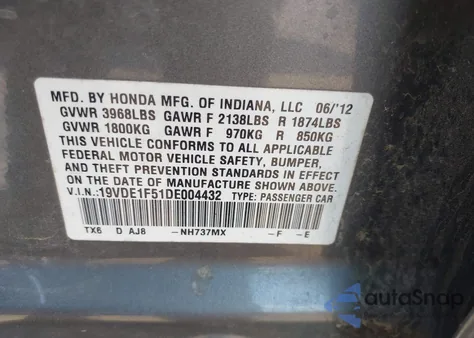 MFD. BY HONDA MFG. OF INDIANA, LLC 06/'12
GVWR 3968LBS GAWR F 2138LBS R 1874LBS
GVWR 1800KG GAWR F 970KG R 850KG
THIS VEHICLE CONFORMS TO ALL APPLICABLE
FEDERAL MOTOR VEHICLE SAFETY, BUMPER,
AND THEFT PREVENTION STANDARDS IN EFFECT
ON THE DATE OF MANUFACTURE SHOWN ABOVE.
V.I.N.:19VDE1F51DE004432 TYPE: PASSENGER CAR
TX6 D AJ8 -NH737MX -F -E
autoSnap